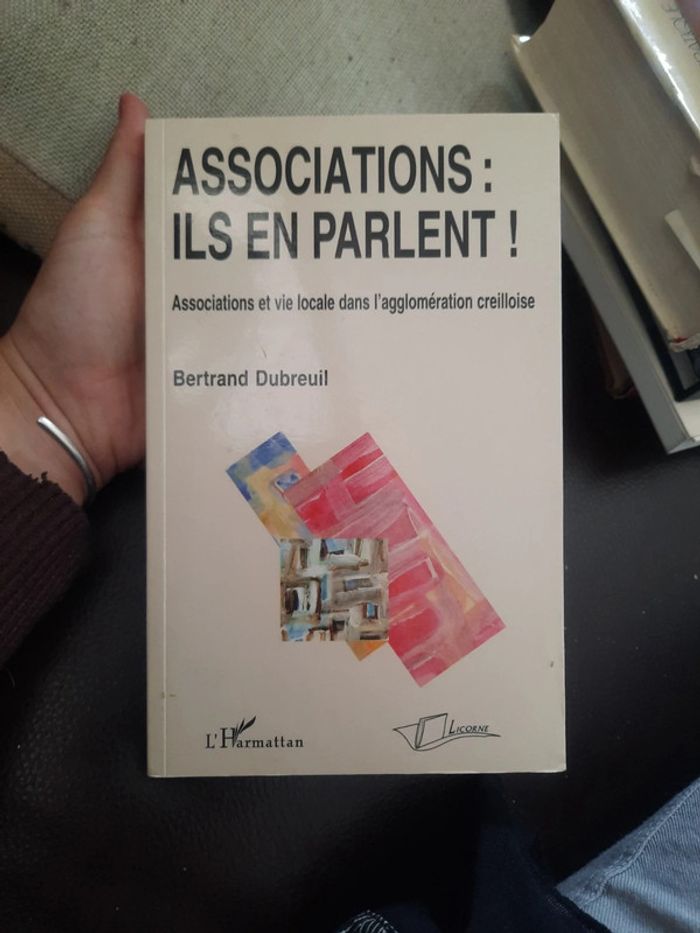 ASSOCIATIONS :
ILS EN PARLENT !
Associations et vie locale dans l'agglomération creilloise
Bertrand Dubreuil
L'Harmattan
LICORNE